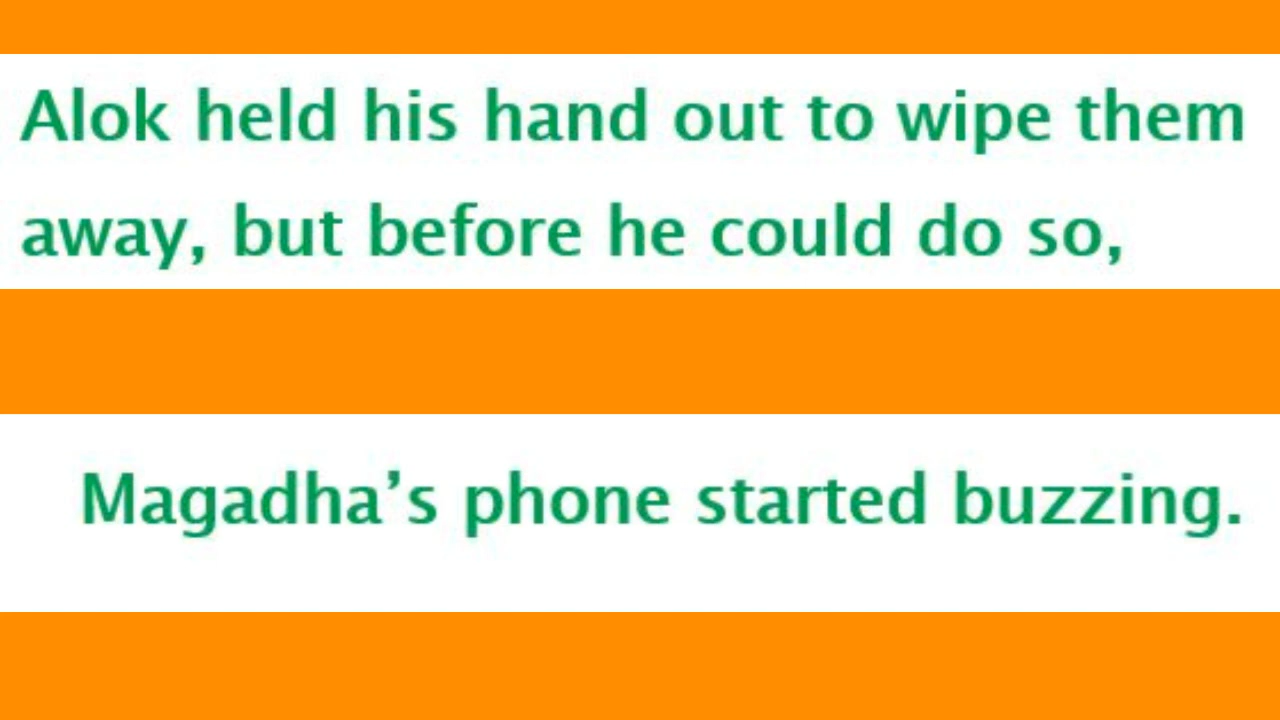 Alok held his hand out to wipe them
away, but before he could do so,
Magadha’s phone started buzzing.